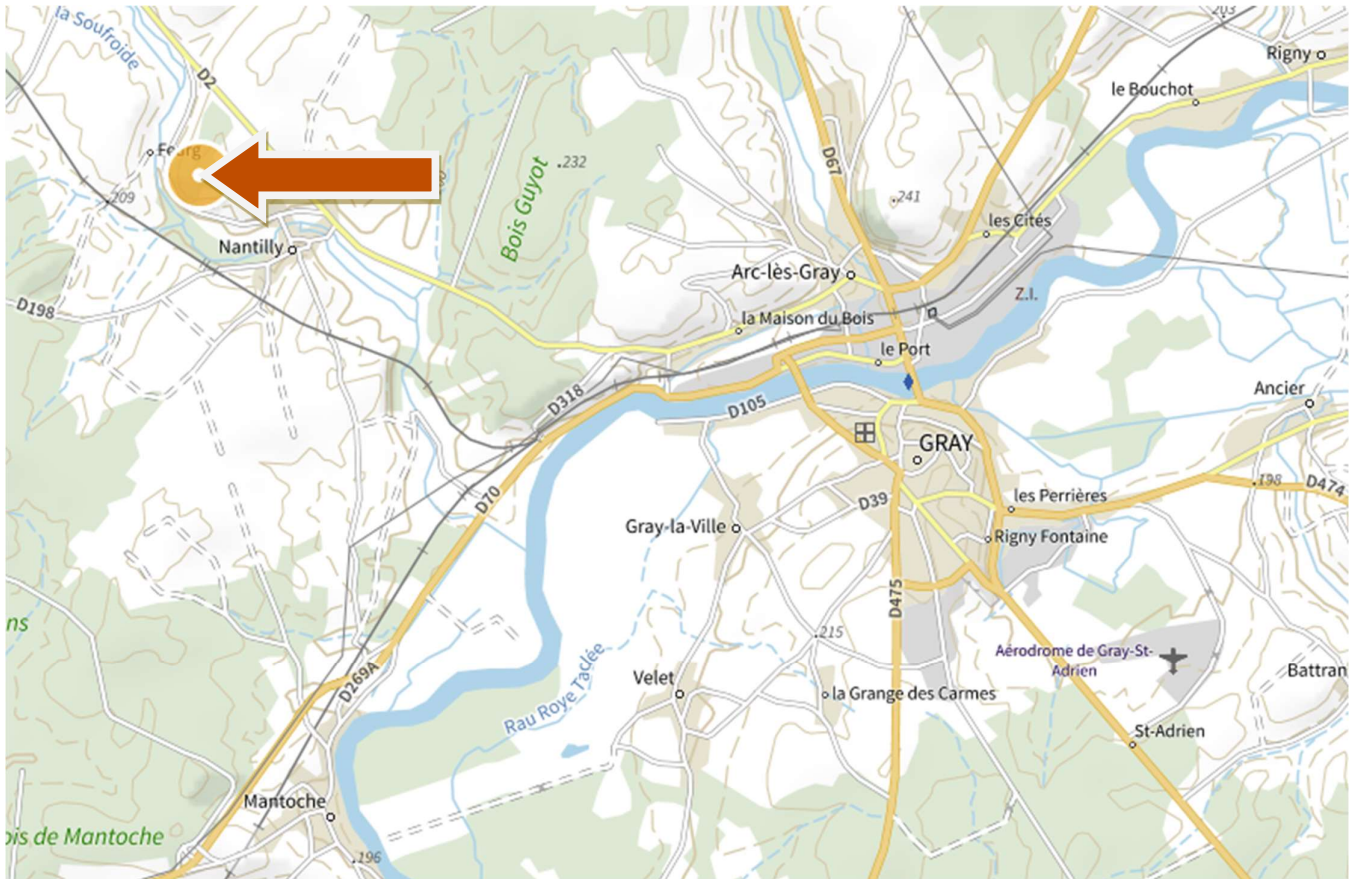 la Soufroide
203
Rigny
D2
le Bouchot
Feurg
232
D67
Bois Guyot
209
241
les Cités
Nantilly
Arc-lès-Gray
Z.I.
D198
la Maison du Bois
le Port
D318
D105
Ancier
GRAY
D70
D39
les Perrières
198
D474
Gray-la-Ville
Rigny Fontaine
D475
ns
215
Aérodrome de Gray-St-
Adrien
Battran
D269A
Velet
la Grange des Carmes
Rau Roye Taclée
St-Adrien
Mantoche
ois de Mantoche
196